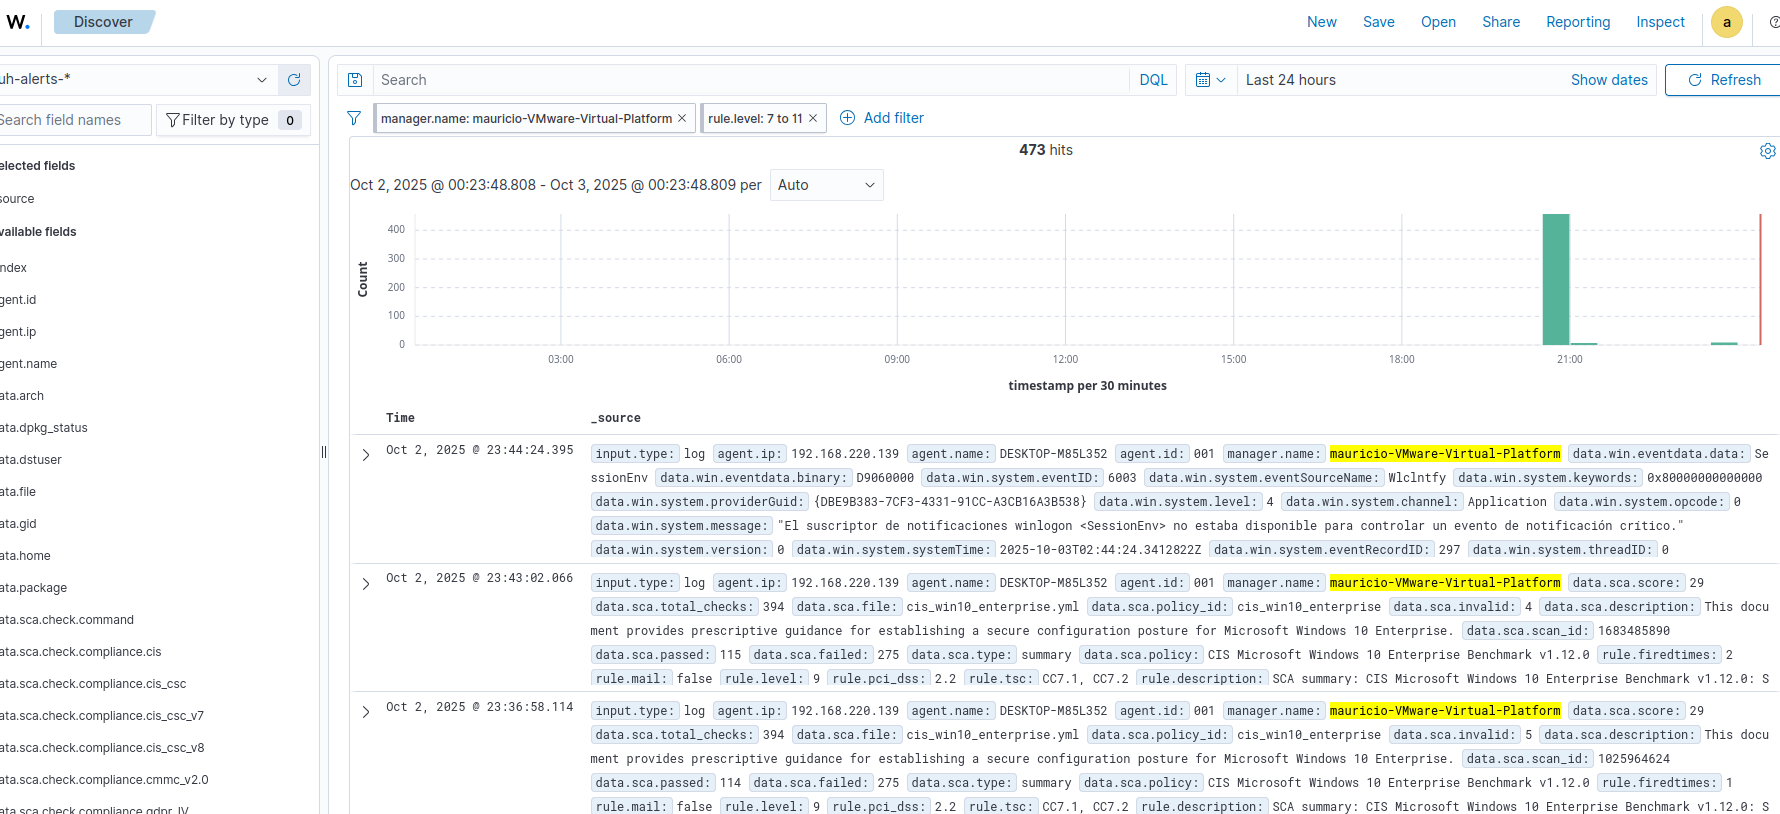 W. Discover New Save Open Share Reporting Inspect a
uh-alerts-* Search DQL Last 24 hours Show dates Refresh
Search field names Filter by type 0 manager.name: mauricio-VMware-Virtual-Platform × rule.level: 7 to 11 × Add filter
473 hits
elected fields
Oct 2, 2025 @ 00:23:48.808 - Oct 3, 2025 @ 00:23:48.809 per Auto
source
vailable fields
ndex
gent.id
gent.ip
gent.name
ata.arch
ata.dpkg_status
ata.dstuser
ata.file
ata.gid
ata.home
ata.package
ata.sca.check.command
ata.sca.check.compliance.cis
ata.sca.check.compliance.cis_csc
ata.sca.check.compliance.cis_csc_v7
ata.sca.check.compliance.cis_csc_v8
ata.sca.check.compliance.cmmc_v2.0
ata.sca.check.compliance.gdpr_IV
Count
400
300
200
100
0
03:00 06:00 09:00 12:00 15:00 18:00 21:00
timestamp per 30 minutes
Time _source
Oct 2, 2025 @ 23:44:24.395 input.type: log agent.ip: 192.168.220.139 agent.name: DESKTOP-M85L352 agent.id: 001 manager.name: mauricio-VMware-Virtual-Platform data.win.eventdata.data: Se
ssionEnv data.win.eventdata.binary: D9060000 data.win.system.eventID: 6003 data.win.system.eventSourceName: Wlclntfy data.win.system.keywords: 0x80000000000000
data.win.system.providerGuid: {DBE9B383-7CF3-4331-91CC-A3CB16A3B538} data.win.system.level: 4 data.win.system.channel: Application data.win.system.opcode: 0
data.win.system.message: "El suscriptor de notificaciones winlogon <SessionEnv> no estaba disponible para controlar un evento de notificación crítico."
data.win.system.version: 0 data.win.system.systemTime: 2025-10-03T02:44:24.3412822Z data.win.system.eventRecordID: 297 data.win.system.threadID: 0
Oct 2, 2025 @ 23:43:02.066 input.type: log agent.ip: 192.168.220.139 agent.name: DESKTOP-M85L352 agent.id: 001 manager.name: mauricio-VMware-Virtual-Platform data.sca.score: 29
data.sca.total_checks: 394 data.sca.file: cis_win10_enterprise.yml data.sca.policy_id: cis_win10_enterprise data.sca.invalid: 4 data.sca.description: This docu
ment provides prescriptive guidance for establishing a secure configuration posture for Microsoft Windows 10 Enterprise. data.sca.scan_id: 1683485890
data.sca.passed: 115 data.sca.failed: 275 data.sca.type: summary data.sca.policy: CIS Microsoft Windows 10 Enterprise Benchmark v1.12.0 rule.firedtimes: 2
rule.mail: false rule.level: 9 rule.pci_dss: 2.2 rule.tsc: CC7.1, CC7.2 rule.description: SCA summary: CIS Microsoft Windows 10 Enterprise Benchmark v1.12.0: S
Oct 2, 2025 @ 23:36:58.114 input.type: log agent.ip: 192.168.220.139 agent.name: DESKTOP-M85L352 agent.id: 001 manager.name: mauricio-VMware-Virtual-Platform data.sca.score: 29
data.sca.total_checks: 394 data.sca.file: cis_win10_enterprise.yml data.sca.policy_id: cis_win10_enterprise data.sca.invalid: 5 data.sca.description: This docu
ment provides prescriptive guidance for establishing a secure configuration posture for Microsoft Windows 10 Enterprise. data.sca.scan_id: 1025964624
data.sca.passed: 114 data.sca.failed: 275 data.sca.type: summary data.sca.policy: CIS Microsoft Windows 10 Enterprise Benchmark v1.12.0 rule.firedtimes: 1
rule.mail: false rule.level: 9 rule.pci_dss: 2.2 rule.tsc: CC7.1, CC7.2 rule.description: SCA summary: CIS Microsoft Windows 10 Enterprise Benchmark v1.12.0: S